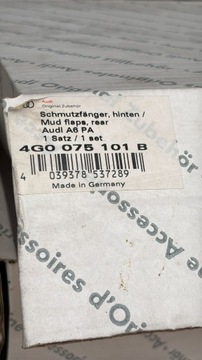 Audi
Original Zubehör
Schmutzfänger, hinten /
Mud flaps, rear
Audi A6 PA
1 Satz / 1 set
4G0 075 101 B
4 039378 537289
Made in Germany
Accessoires d'Ori